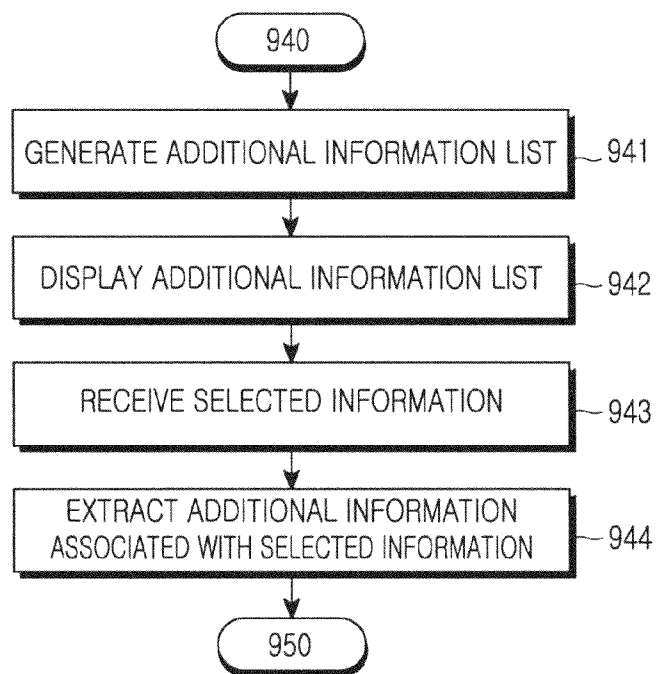 940
GENERATE ADDITIONAL INFORMATION LIST
941
DISPLAY ADDITIONAL INFORMATION LIST
942
RECEIVE SELECTED INFORMATION
943
EXTRACT ADDITIONAL INFORMATION
ASSOCIATED WITH SELECTED INFORMATION
944
950